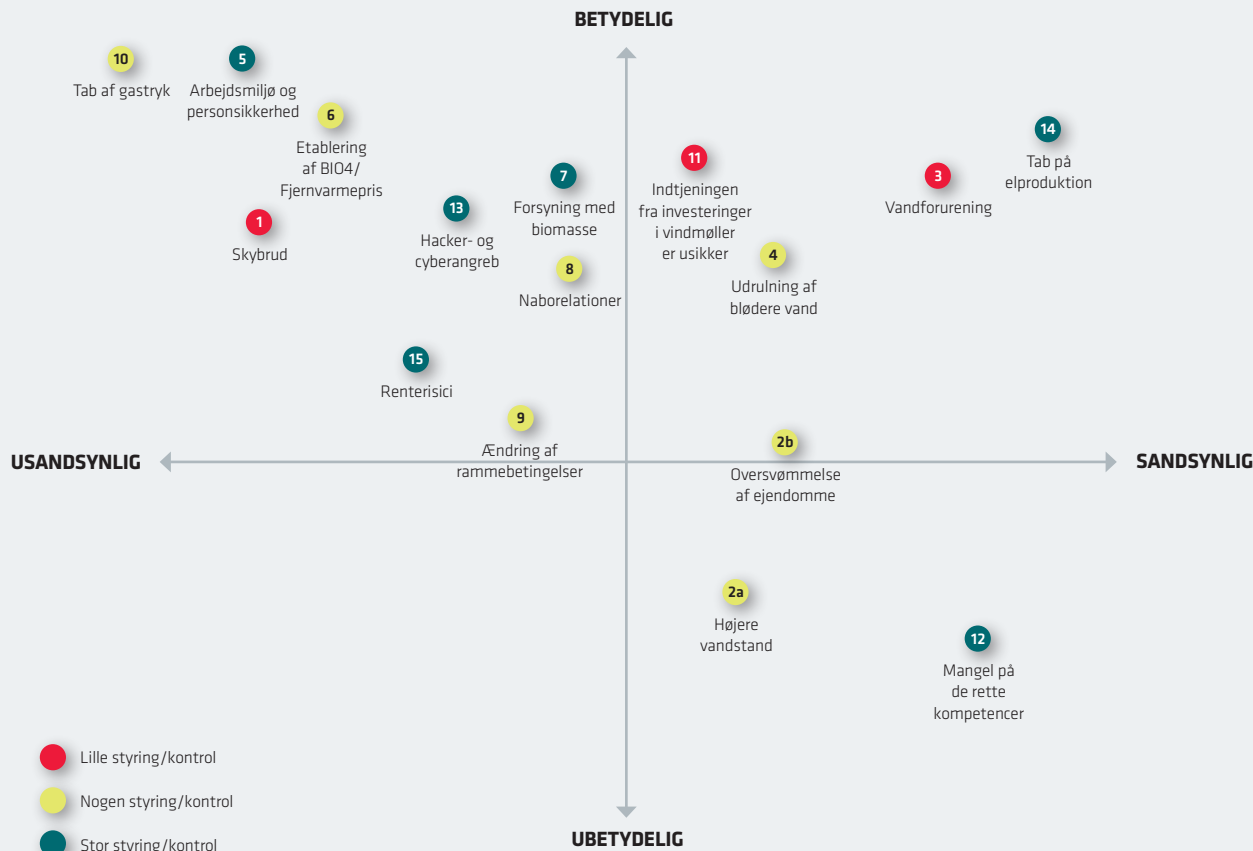 BETYDELIG
10
Tab af gastryk
5
Arbejdsmiljø og
personsikkerhed
6
Etablering
af BIO4/
Fjernvarmepris
1
Skybrud
13
Hacker- og
cyberangreb
7
Forsyning med
biomasse
8
Naborelationer
11
Indtjeningen
fra investeringer
i vindmøller
er usikker
3
Vandforurening
14
Tab på
elproduktion
4
Udrulning af
blødere vand
15
Renterisici
9
Ændring af
rammebetingelser
2b
Oversvømmelse
af ejendomme
USANDSYNLIG
SANDSYNLIG
2a
Højere
vandstand
12
Mangel på
de rette
kompetencer
Lille styring/kontrol
Nogen styring/kontrol
Stor styring/kontrol
UBETYDELIG